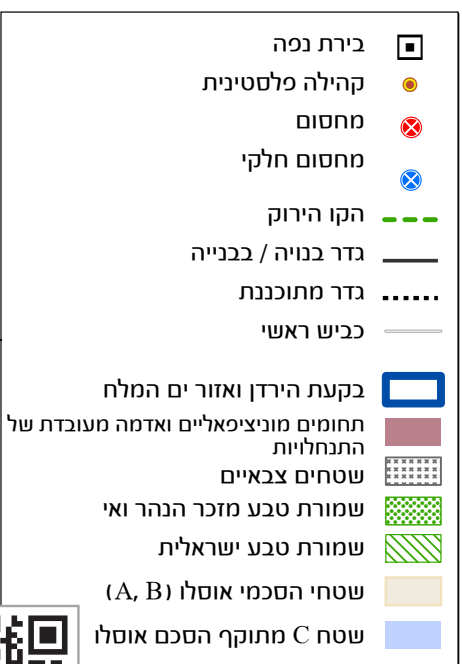 בירת נפה
קהילה פלסטינית
מחסום
מחסום חלקי
הקו הירוק
גדר בנויה / בבנייה
גדר מתוכננת
כביש ראשי
בקעת הירדן ואזור ים המלח
תחומים מוניציפאליים ואדמה מעובדת של
התנחלויות
שטחים צבאיים
שמורת טבע מזכר הנהר ואי
שמורת טבע ישראלית
שטחי הסכמי אוסלו (A, B)
שטח C מתוקף הסכם אוסלו